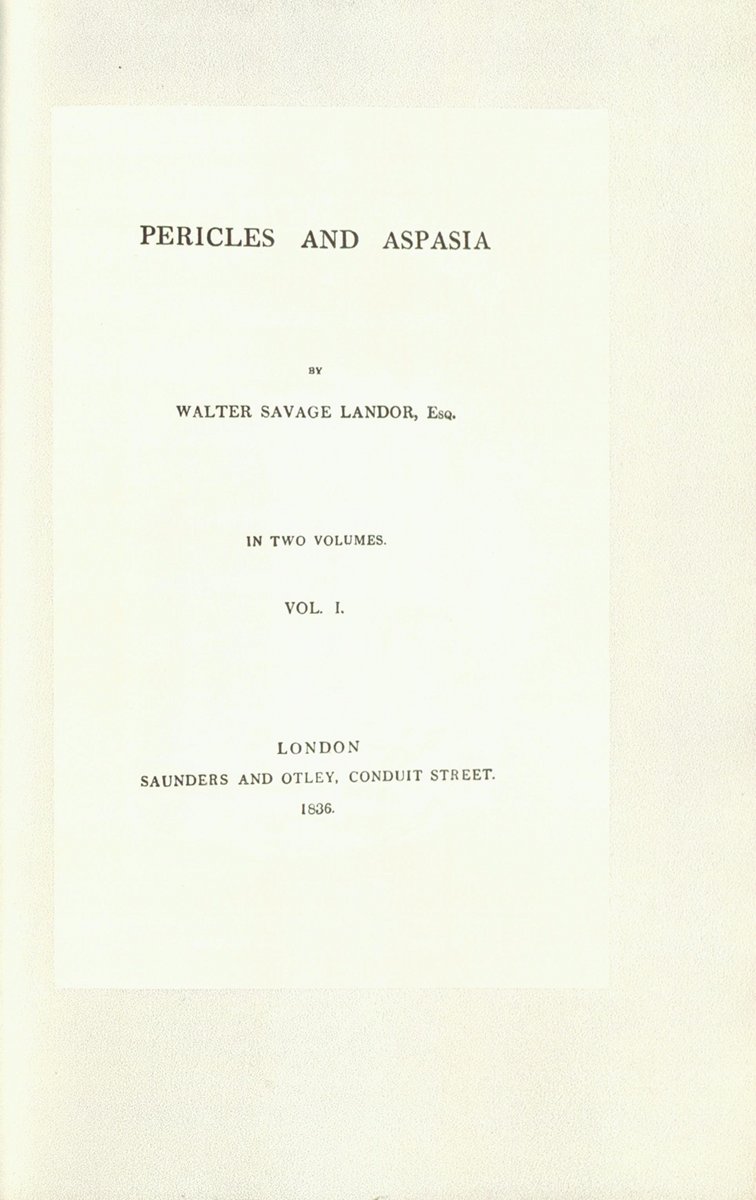 PERICLES AND ASPASIA
BY
WALTER SAVAGE LANDOR, Esq.
IN TWO VOLUMES.
VOL. I.
LONDON
SAUNDERS AND OTLEY, CONDUIT STREET.
1836.